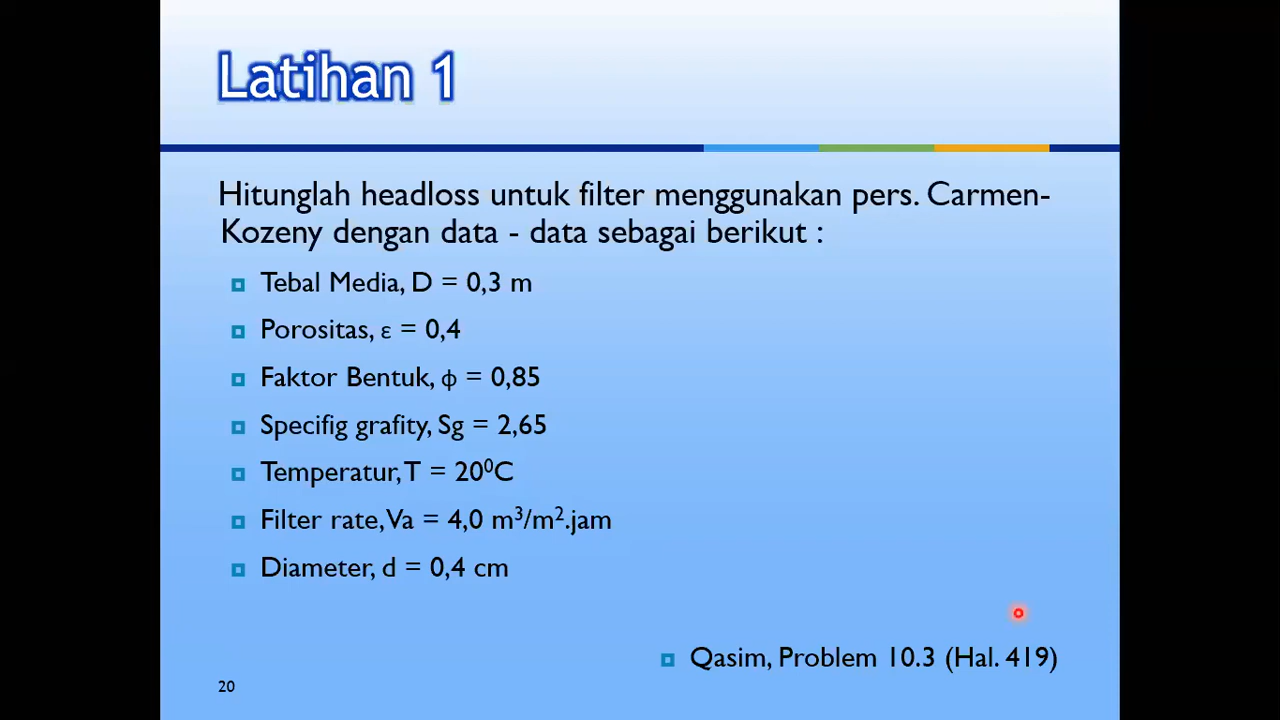 Latihan 1
Hitunglah headloss untuk filter menggunakan pers. Carmen-
Kozeny dengan data - data sebagai berikut :
Tebal Media, D = 0,3 m
Porositas, ε = 0,4
Faktor Bentuk, ϕ = 0,85
Specifig grafity, Sg = 2,65
Temperatur, T = 20⁰C
Filter rate, Va = 4,0 m³/m².jam
Diameter, d = 0,4 cm
Qasim, Problem 10.3 (Hal. 419)
20